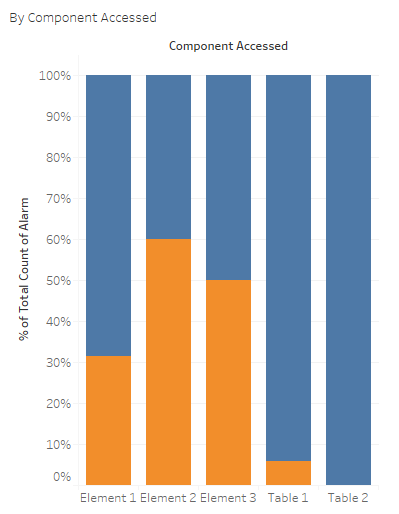 By Component Accessed
Component Accessed
% of Total Count of Alarm
100%
90%
80%
70%
60%
50%
40%
30%
20%
10%
0%
Element 1 Element 2 Element 3 Table 1 Table 2